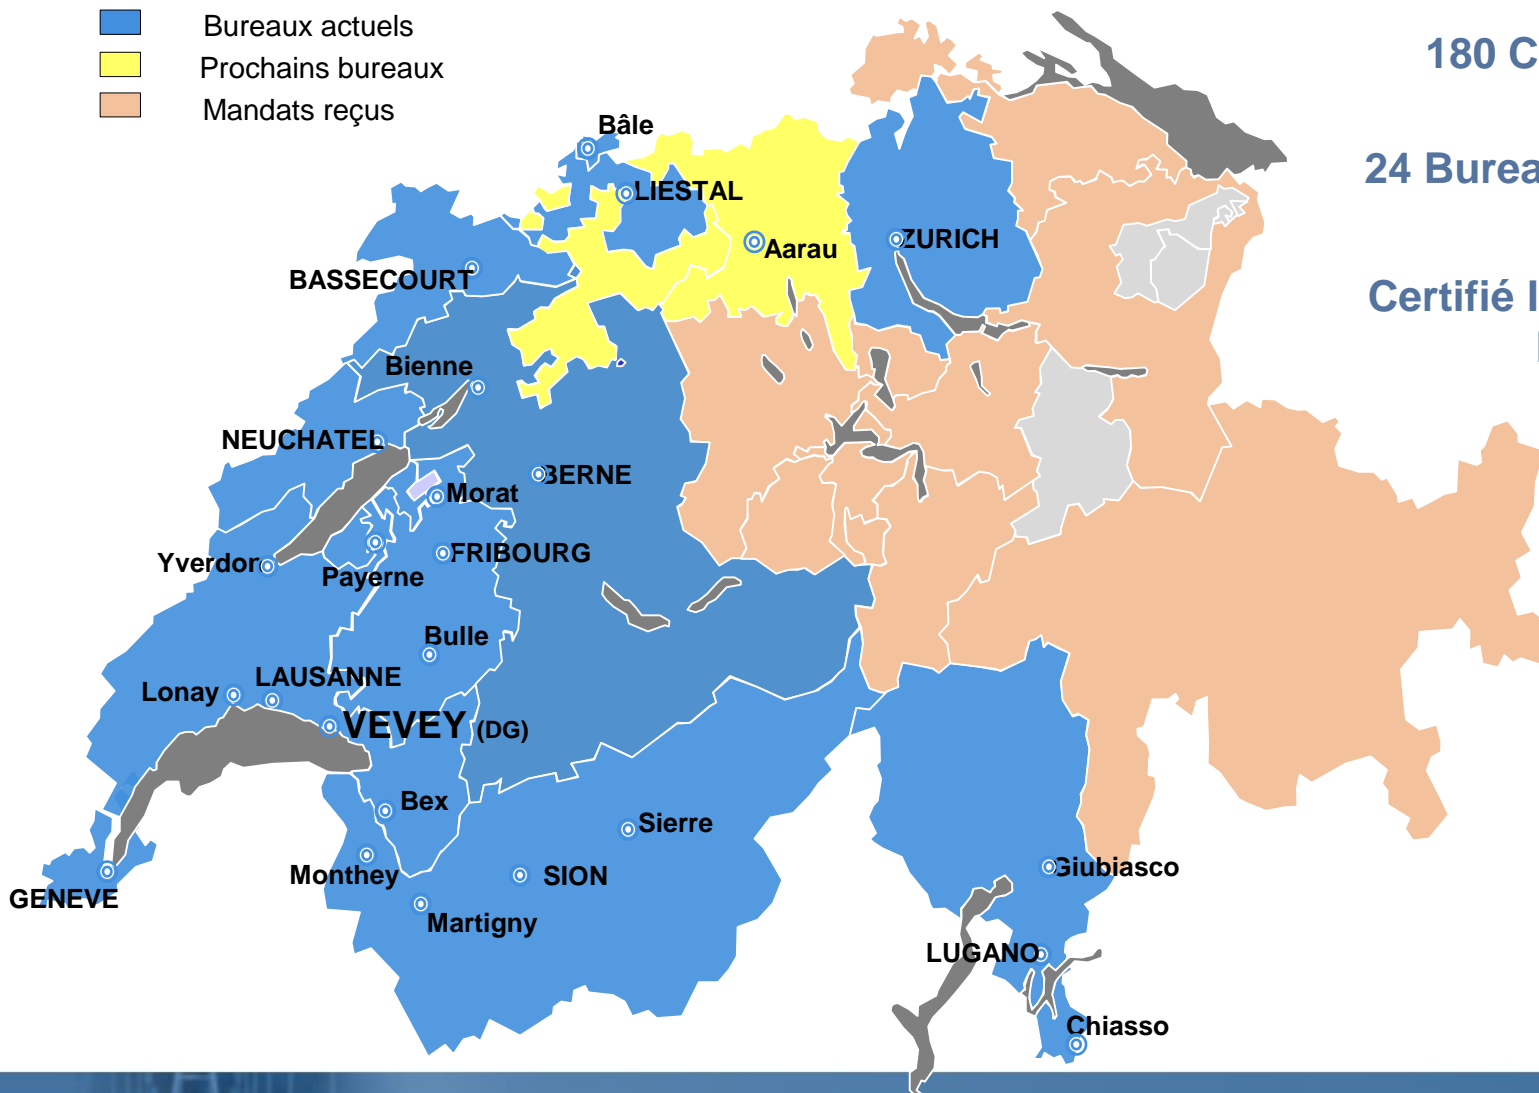 Bureaux actuels
Prochains bureaux
Mandats reçus
180 C
24 Burea
Certifié I
Bâle
LIESTAL
Aarau
ZURICH
BASSECOURT
Bienne
NEUCHATEL
BERNE
Morat
FRIBOURG
Yverdon
Payerne
Bulle
LAUSANNE
Lonay
VEVEY (DG)
Bex
Sierre
Monthey
SION
GENEVE
Martigny
Giubiasco
LUGANO
Chiasso